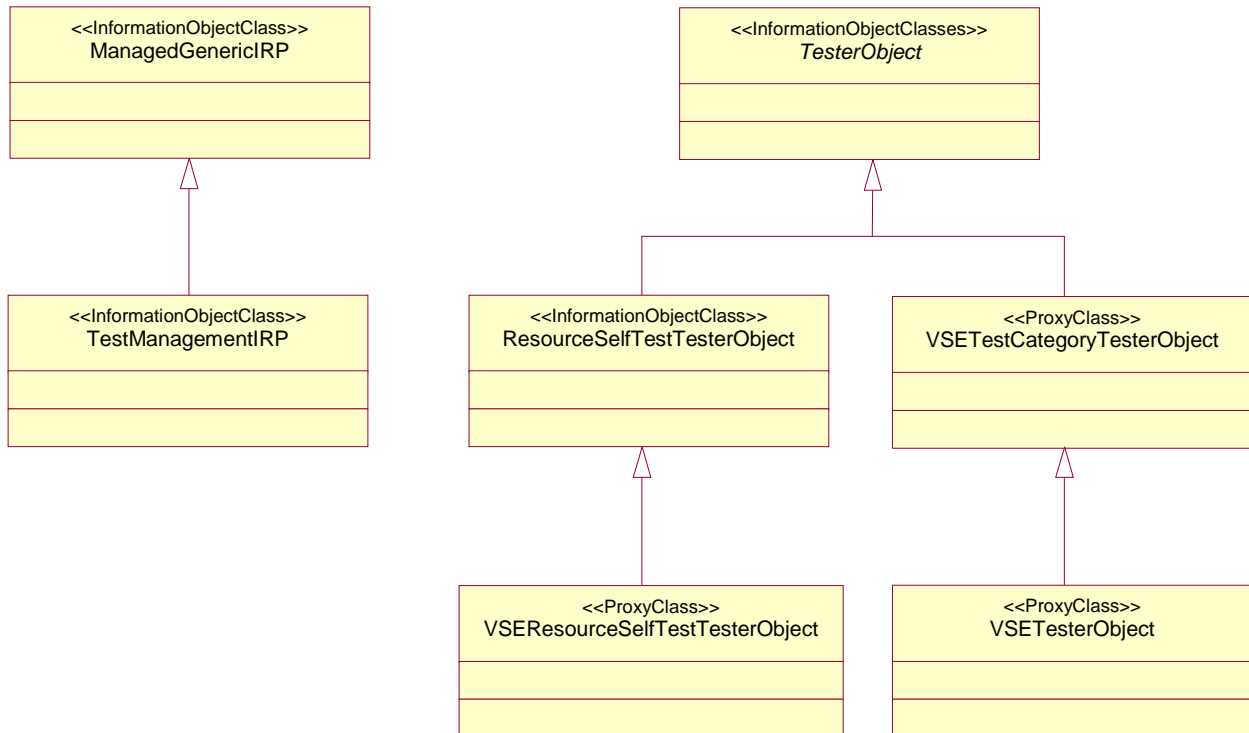 <<InformationObjectClass>>
ManagedGenericIRP
<<InformationObjectClasses>>
TesterObject
<<InformationObjectClass>>
TestManagementIRP
<<InformationObjectClass>>
ResourceSelfTestTesterObject
<<ProxyClass>>
VSETestCategoryTesterObject
<<ProxyClass>>
VSEResourceSelfTestTesterObject
<<ProxyClass>>
VSETesterObject